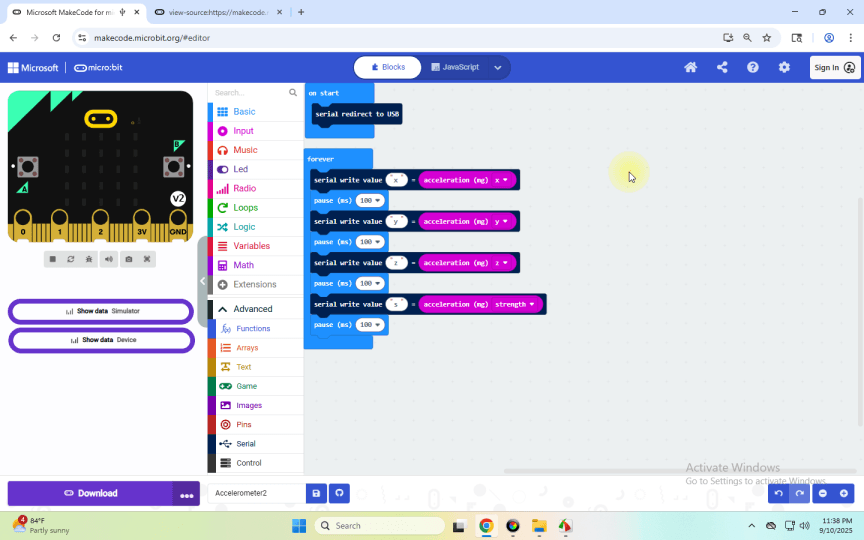 Microsoft MakeCode for mi
view-source:https://makecode.
makecode.microbit.org/#editor
Microsoft
micro:bit
Blocks
JavaScript
Sign In
Search...
on start
serial redirect to USB
forever
serial write value "x" = acceleration (mg) x
pause (ms) 100
serial write value "y" = acceleration (mg) y
pause (ms) 100
serial write value "z" = acceleration (mg) z
pause (ms) 100
serial write value "s" = acceleration (mg) strength
pause (ms) 100
B
A
V2
0 1 2 3V GND
Show data Simulator
Show data Device
Basic
Input
Music
Led
Radio
Loops
Logic
Variables
Math
Extensions
Advanced
Functions
Arrays
Text
Game
Images
Pins
Serial
Control
Activate Windows
Go to Settings to activate Windows.
Download
Accelerometer2
4
84°F
Partly sunny
Search
11:38 PM
9/10/2025